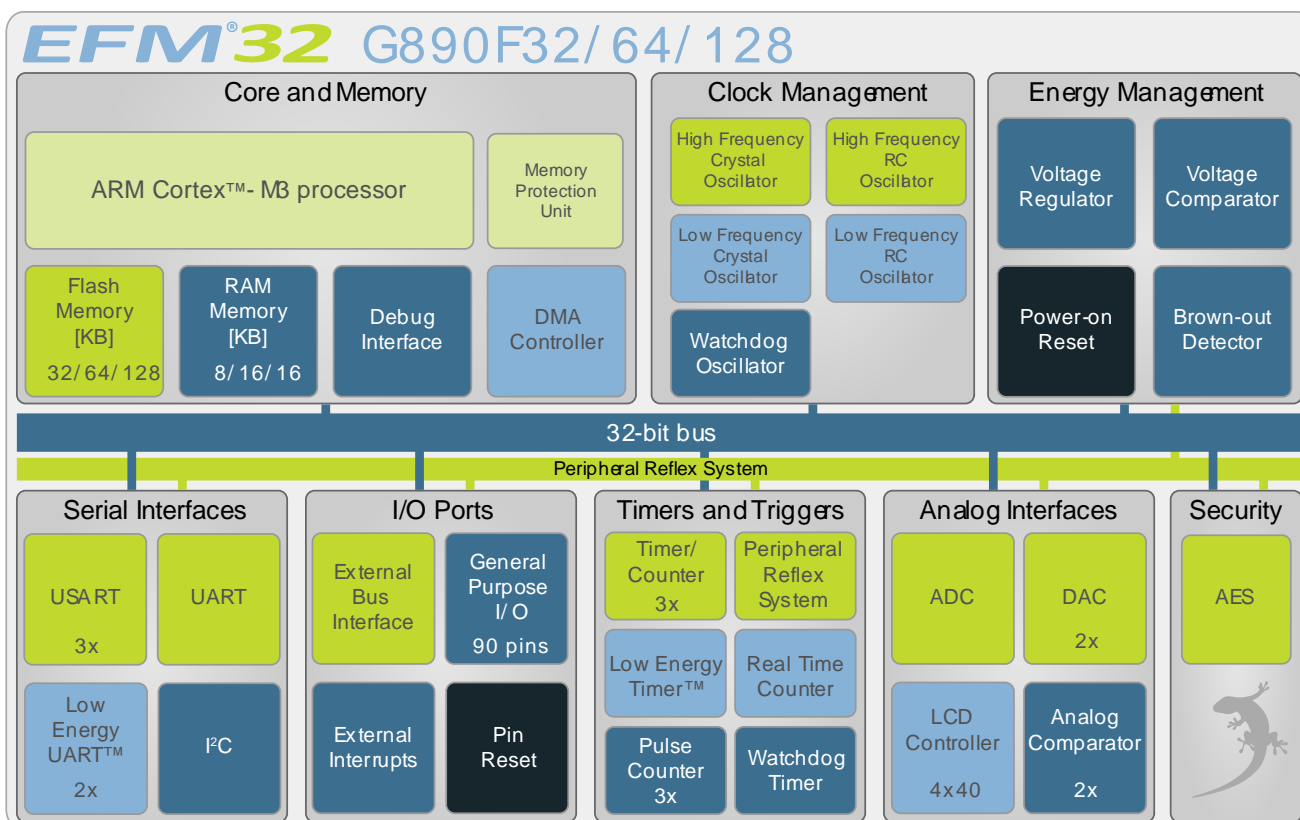 EFM®32 G890F32/64/128
Core and Memory
ARM Cortex™-M3 processor
Memory
Protection
Unit
Flash
Memory
[KB]
32/64/128
RAM
Memory
[KB]
8/16/16
Debug
Interface
DMA
Controller
Clock Management
High Frequency
Crystal
Oscillator
High Frequency
RC
Oscillator
Low Frequency
Crystal
Oscillator
Low Frequency
RC
Oscillator
Watchdog
Oscillator
Energy Management
Voltage
Regulator
Voltage
Comparator
Power-on
Reset
Brown-out
Detector
32-bit bus
Peripheral Reflex System
Serial Interfaces
USART
3x
UART
Low
Energy
UART™
2x
I²C
I/O Ports
External
Bus
Interface
General
Purpose
I/O
90 pins
External
Interrupts
Pin
Reset
Timers and Triggers
Timer/
Counter
3x
Peripheral
Reflex
System
Low Energy
Timer™
Real Time
Counter
Pulse
Counter
3x
Watchdog
Timer
Analog Interfaces
ADC
DAC
2x
LCD
Controller
4x40
Analog
Comparator
2x
Security
AES